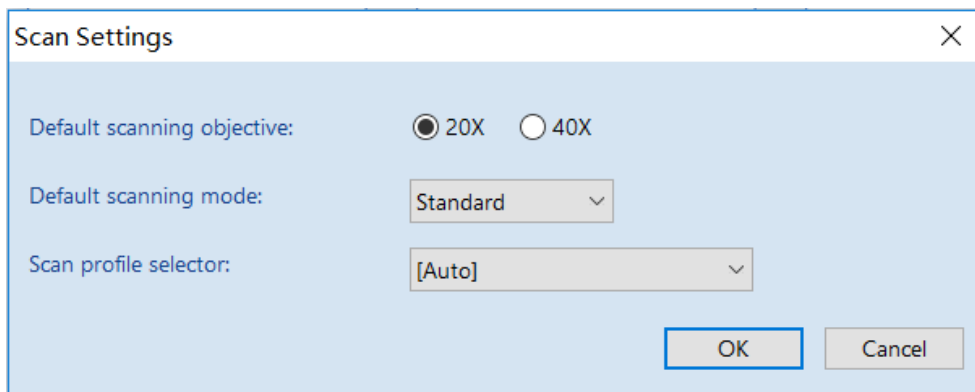 Scan Settings
Default scanning objective: 20X 40X
Default scanning mode: Standard
Scan profile selector: [Auto]
OK Cancel